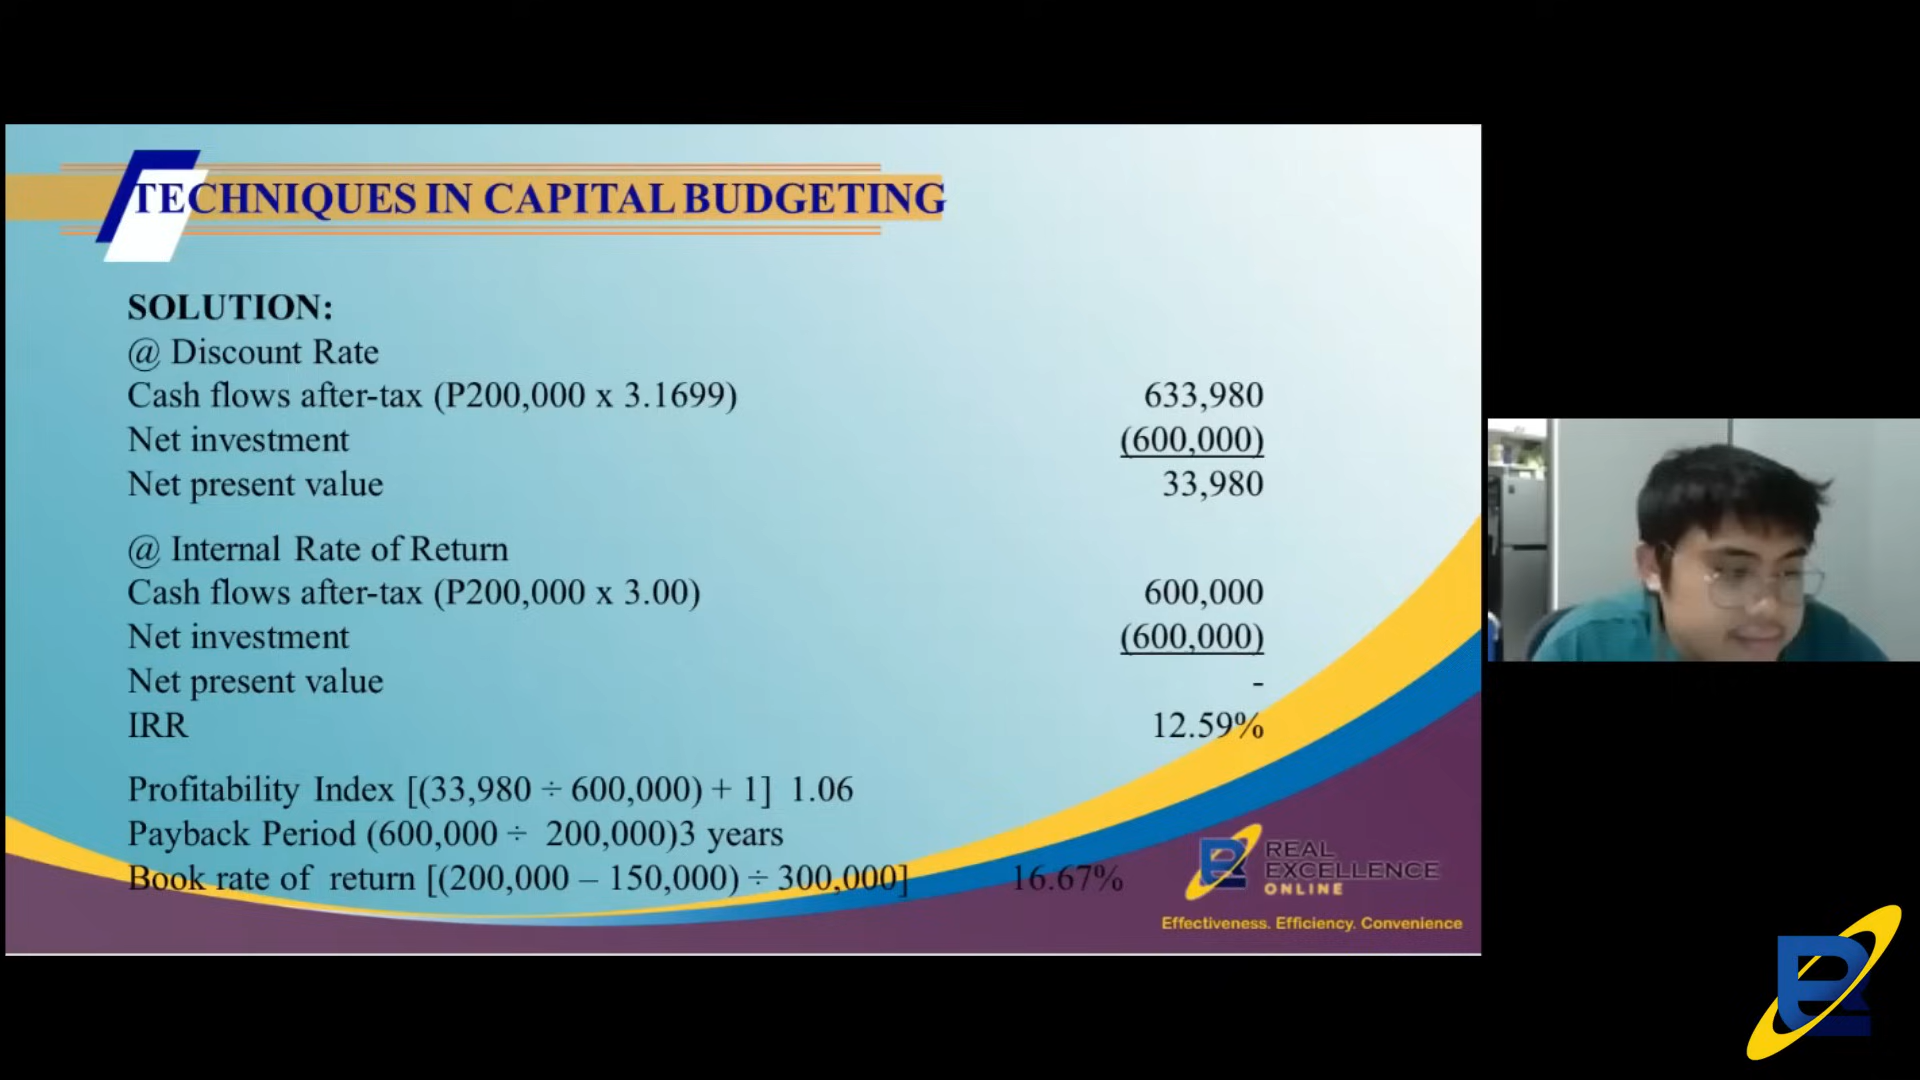 TECHNIQUES IN CAPITAL BUDGETING
SOLUTION:
@ Discount Rate
Cash flows after-tax (P200,000 x 3.1699) 633,980
Net investment (600,000)
Net present value 33,980
@ Internal Rate of Return
Cash flows after-tax (P200,000 x 3.00) 600,000
Net investment (600,000)
Net present value -
IRR 12.59%
Profitability Index [(33,980 ÷ 600,000) + 1] 1.06
Payback Period (600,000 ÷ 200,000)3 years
Book rate of return [(200,000 – 150,000) ÷ 300,000] 16.67%
REAL
EXCELLENCE
ONLINE
Effectiveness. Efficiency. Convenience